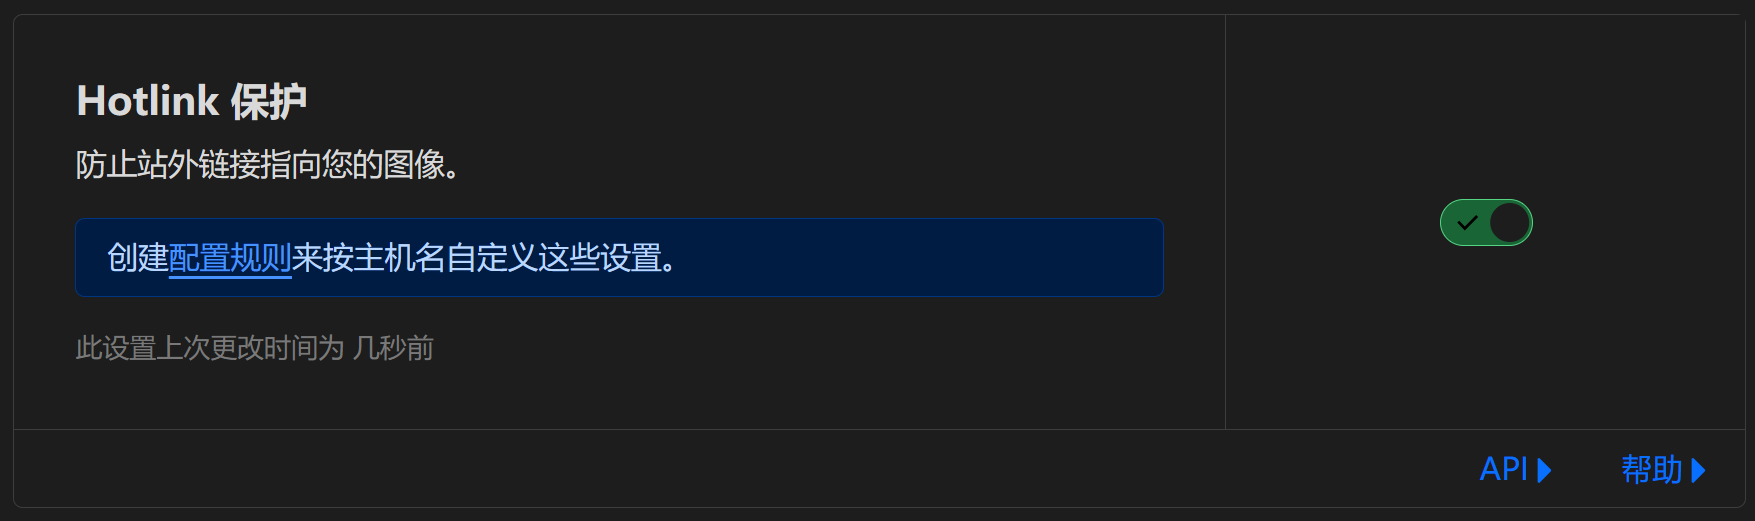 Hotlink 保护
防止站外链接指向您的图像。
创建配置规则来按主机名自定义这些设置。
此设置上次更改时间为 几秒前
API
帮助